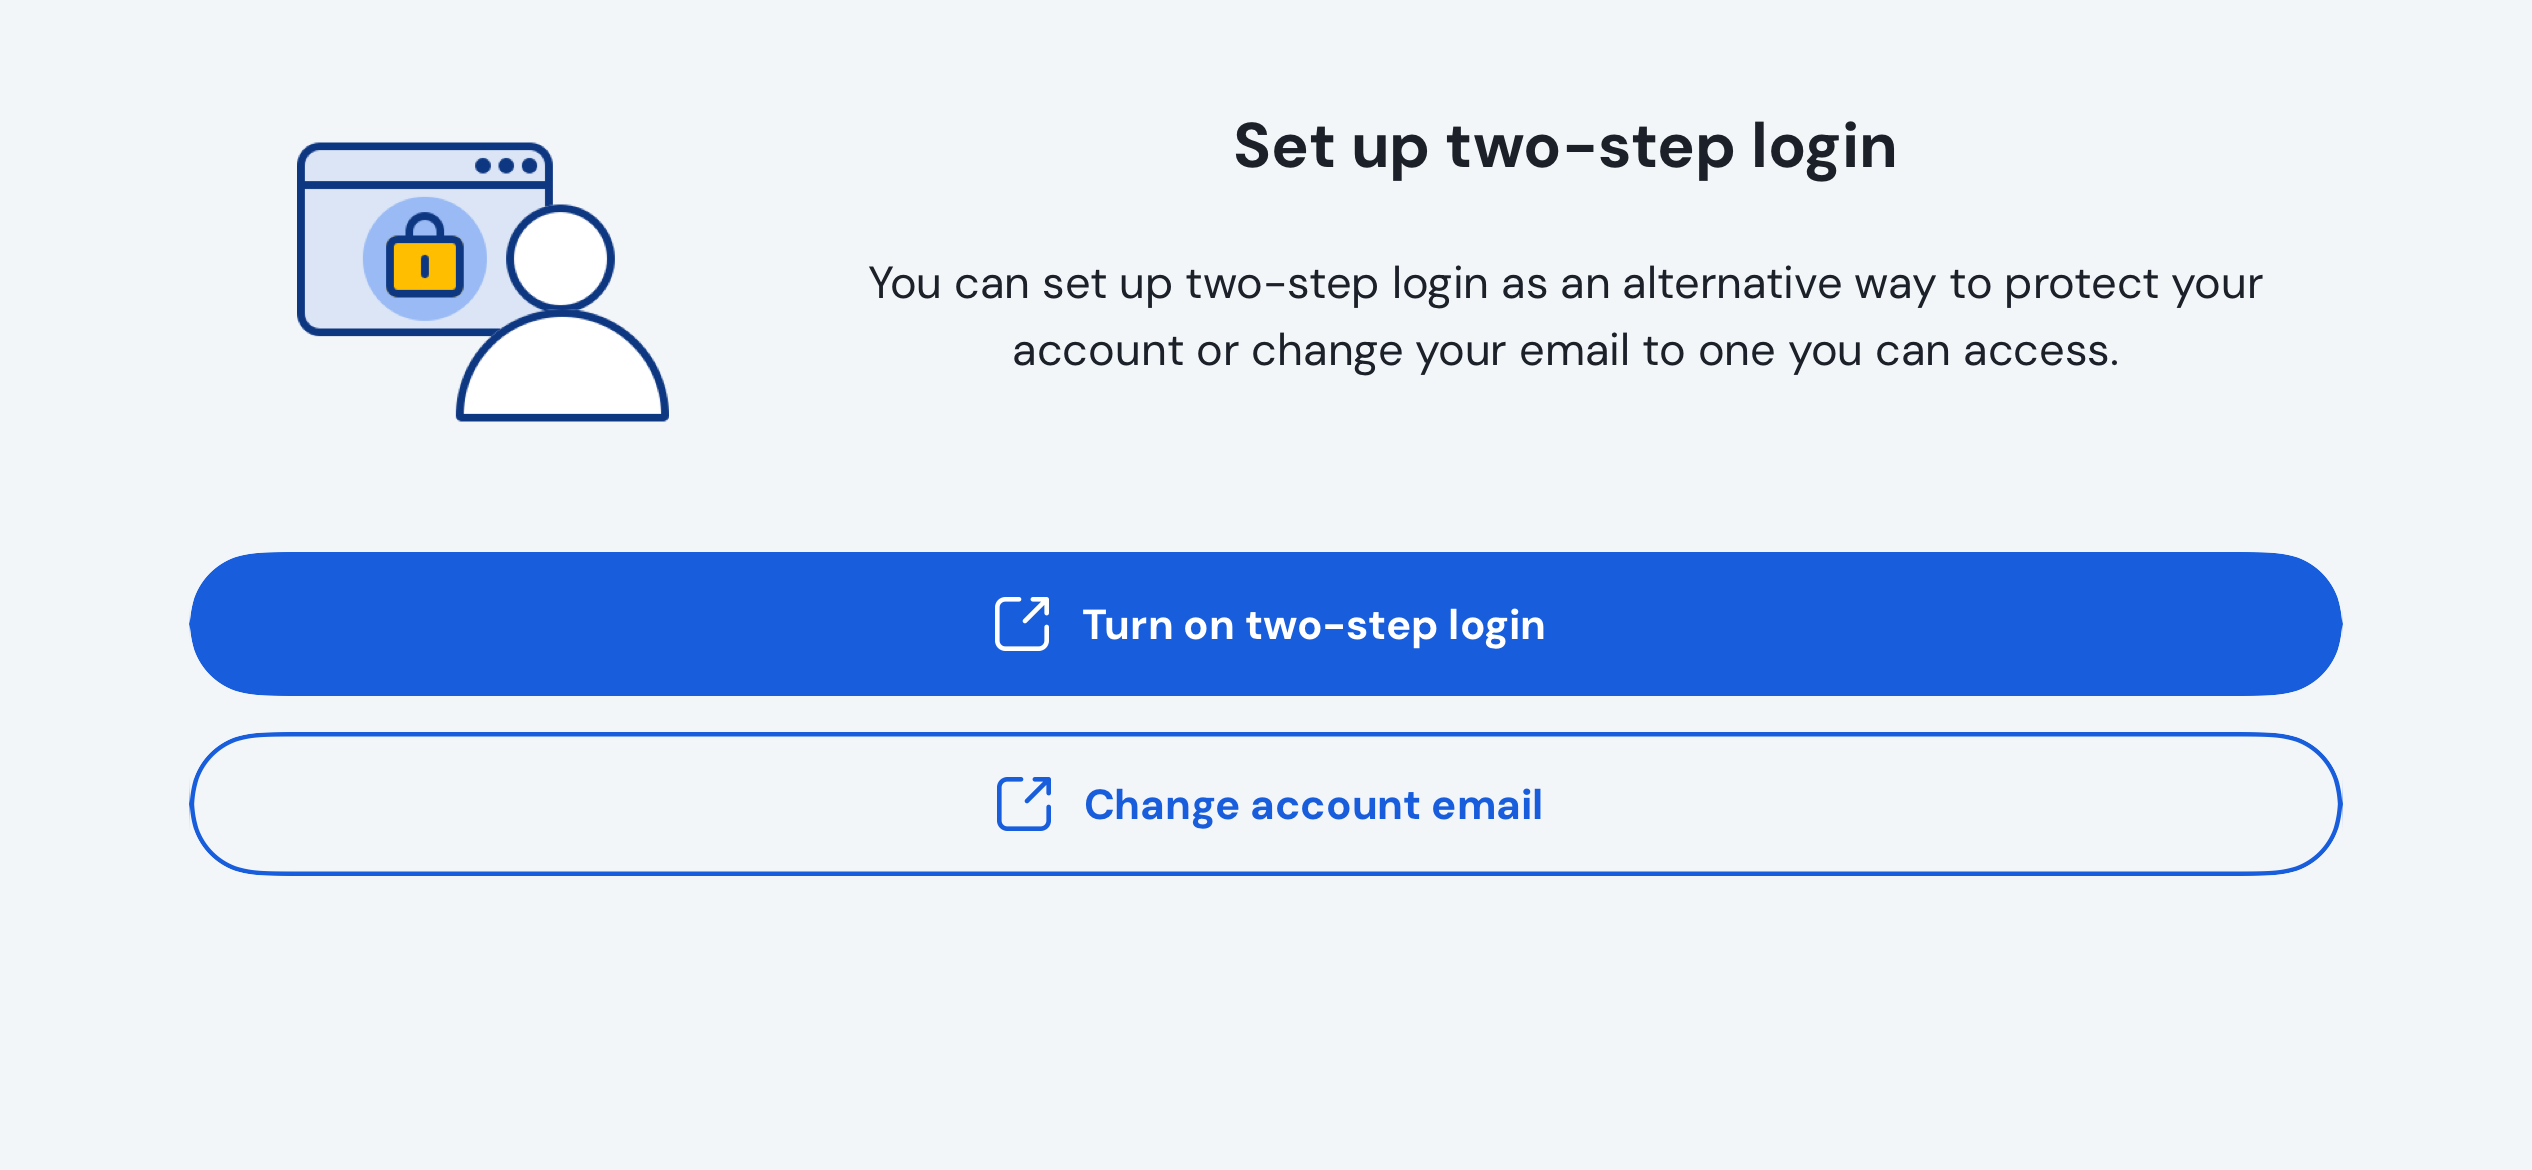 Set up two-step login
You can set up two-step login as an alternative way to protect your
account or change your email to one you can access.
Turn on two-step login
Change account email